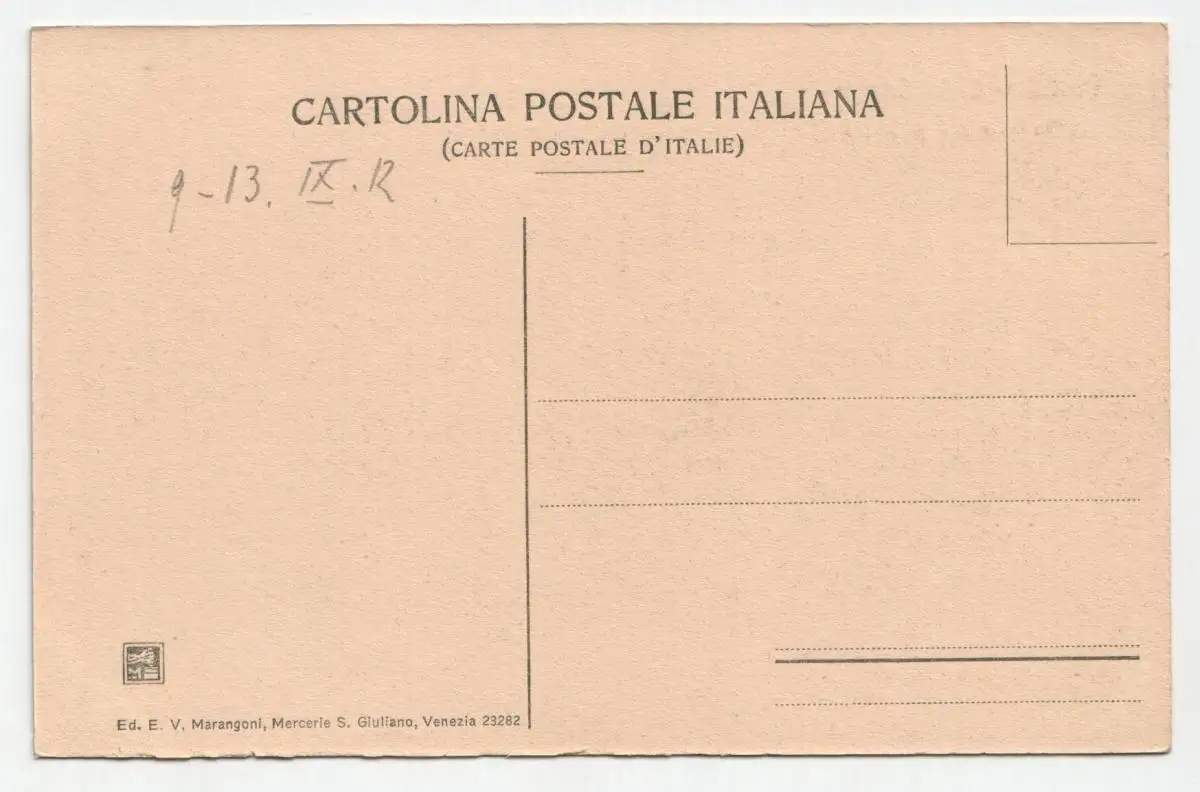 CARTOLINA POSTALE ITALIANA
(CARTE POSTALE D'ITALIE)
9-13. IX. 12
Ed. E. V. Marangoni, Mercerie S. Giuliano, Venezia 23282